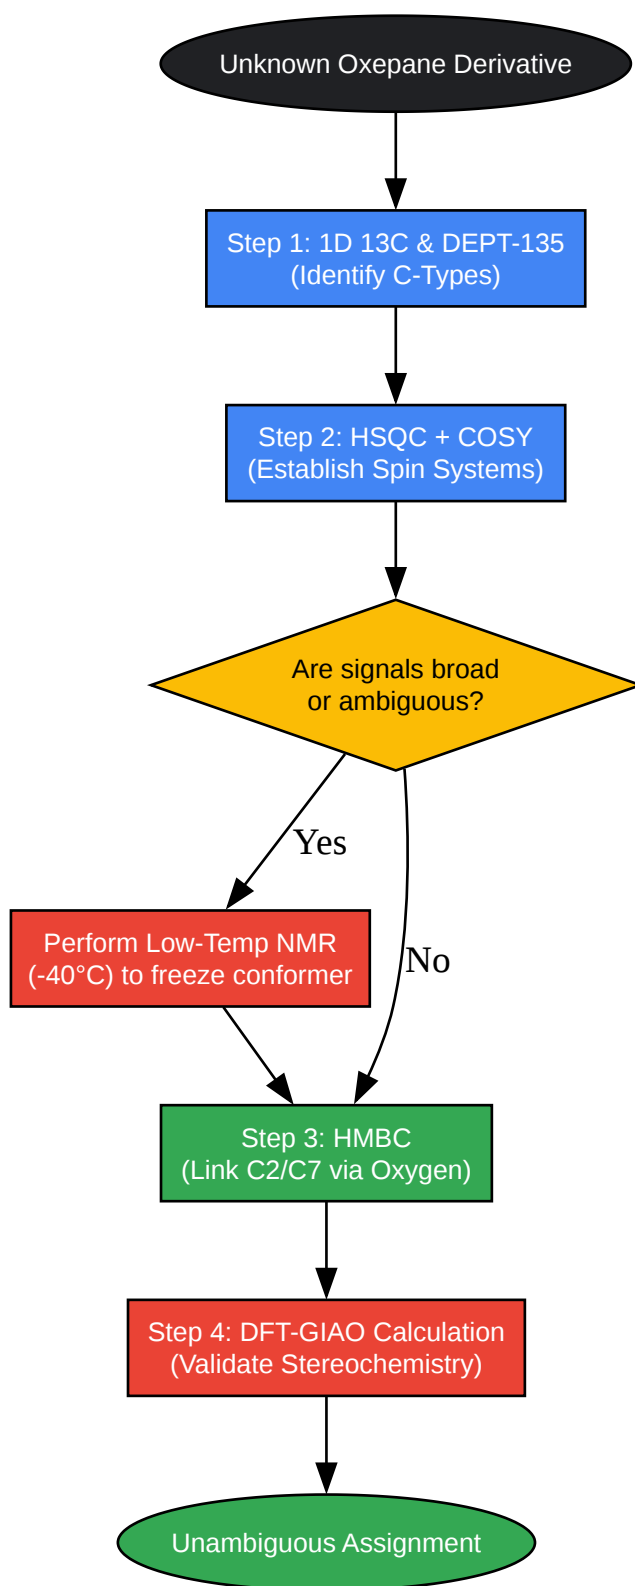 Unknown Oxepane Derivative
Step 1: 1D 13C & DEPT-135
(Identify C-Types)
Step 2: HSQC + COSY
(Establish Spin Systems)
Are signals broad
or ambiguous?
Yes
Perform Low-Temp NMR
(-40°C) to freeze conformer
No
Step 3: HMBC
(Link C2/C7 via Oxygen)
Step 4: DFT-GIAO Calculation
(Validate Stereochemistry)
Unambiguous Assignment